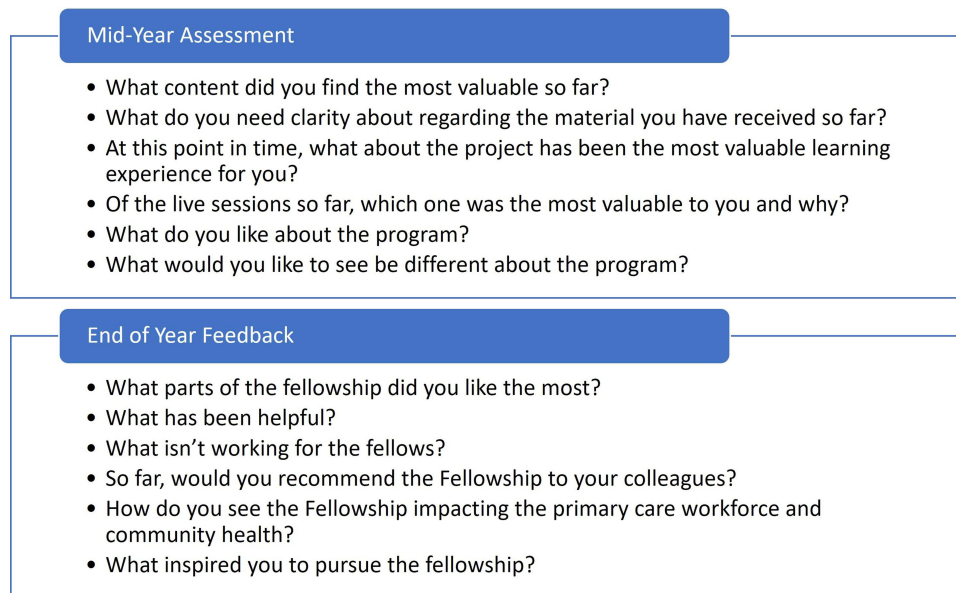 Mid-Year Assessment
• What content did you find the most valuable so far?
• What do you need clarity about regarding the material you have received so far?
• At this point in time, what about the project has been the most valuable learning
experience for you?
• Of the live sessions so far, which one was the most valuable to you and why?
• What do you like about the program?
• What would you like to see be different about the program?
End of Year Feedback
• What parts of the fellowship did you like the most?
• What has been helpful?
• What isn’t working for the fellows?
• So far, would you recommend the Fellowship to your colleagues?
• How do you see the Fellowship impacting the primary care workforce and
community health?
• What inspired you to pursue the fellowship?